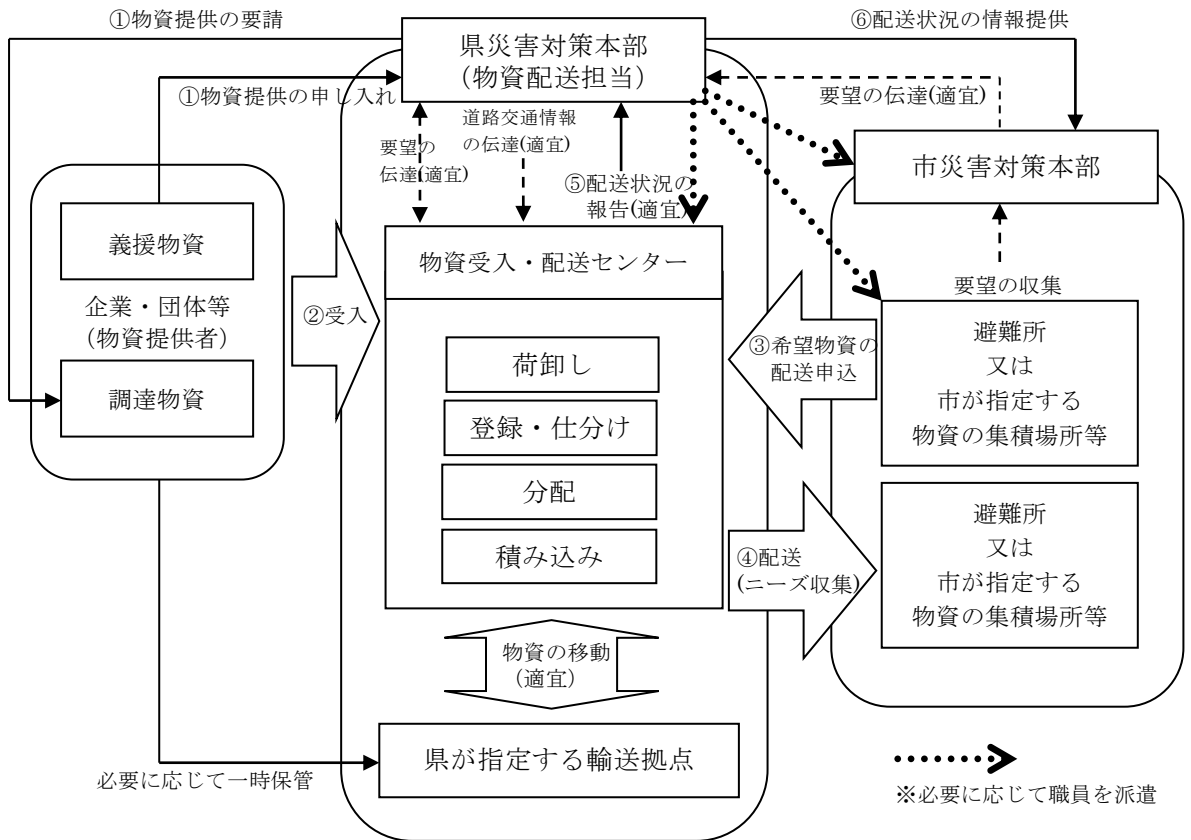 ①物資提供の要請
⑥配送状況の情報提供
県災害対策本部
(物資配送担当)
①物資提供の申し入れ
要望の伝達(適宜)
道路交通情報
の伝達(適宜)
要望の
伝達(適宜)
⑤配送状況の
報告(適宜)
市災害対策本部
義援物資
企業・団体等
(物資提供者)
調達物資
②受入
物資受入・配送センター
荷卸し
登録・仕分け
分配
積み込み
要望の収集
③希望物資の
配送申込
避難所
又は
市が指定する
物資の集積場所等
④配送
(ニーズ収集)
避難所
又は
市が指定する
物資の集積場所等
物資の移動
(適宜)
県が指定する輸送拠点
必要に応じて一時保管
※必要に応じて職員を派遣